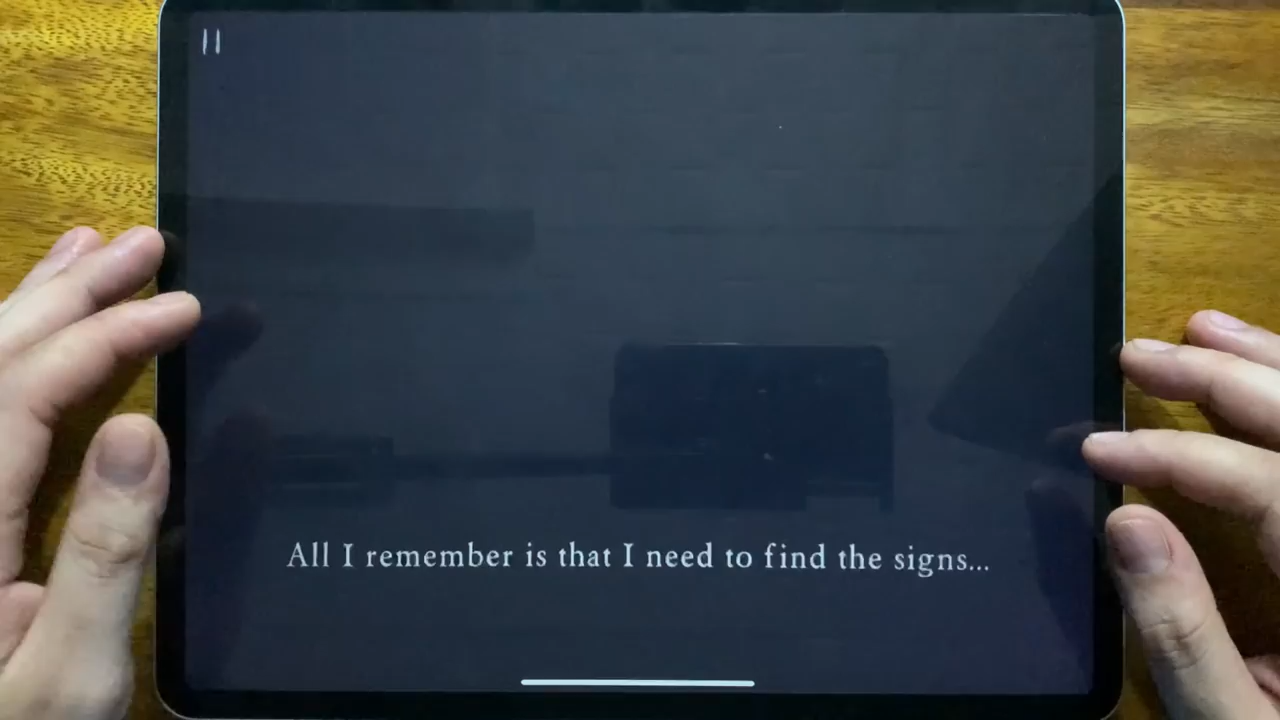 All I remember is that I need to find the signs...